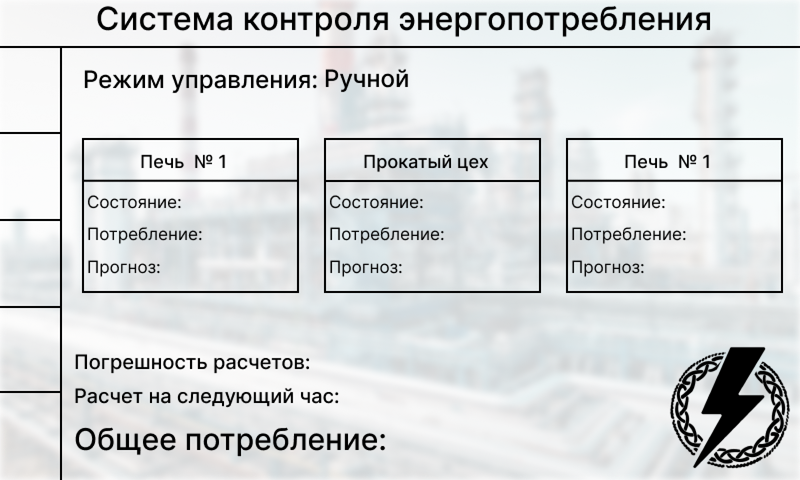 Система контроля энергопотребления
Режим управления: Ручной
Печь № 1
Состояние:
Потребление:
Прогноз:
Прокатый цех
Состояние:
Потребление:
Прогноз:
Печь № 1
Состояние:
Потребление:
Прогноз:
Погрешность расчетов:
Расчет на следующий час:
Общее потребление: